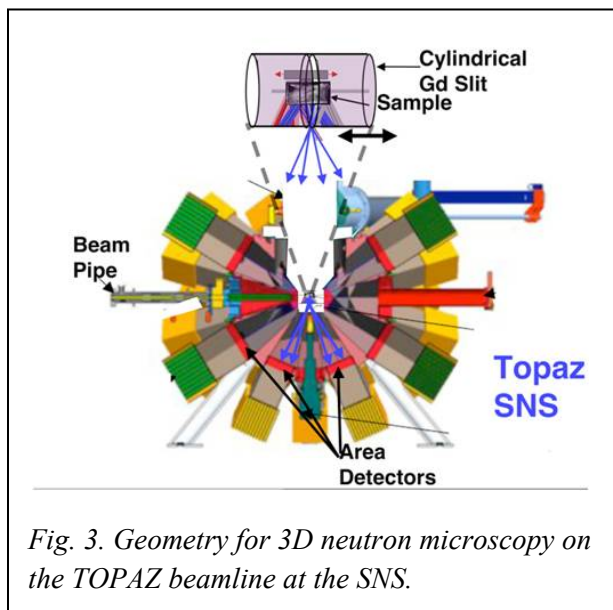 Cylindrical
Gd Slit
Sample
Beam
Pipe
Topaz
SNS
Area
Detectors
Fig. 3. Geometry for 3D neutron microscopy on
the TOPAZ beamline at the SNS.